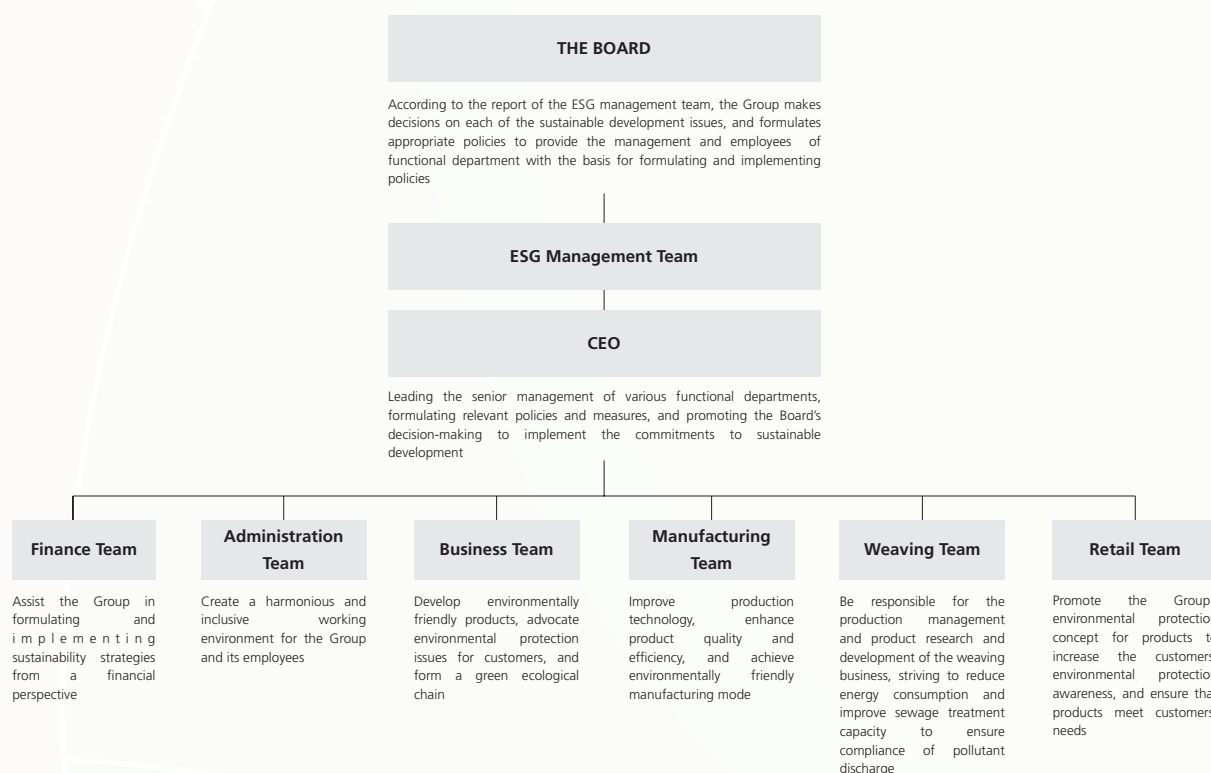 THE BOARD
According to the report of the ESG management team, the Group makes
decisions on each of the sustainable development issues, and formulates
appropriate policies to provide the management and employees of
functional department with the basis for formulating and implementing
policies
ESG Management Team
CEO
Leading the senior management of various functional departments,
formulating relevant policies and measures, and promoting the Board's
decision-making to implement the commitments to sustainable
development
Finance Team
Assist the Group in
formulating and
implementing
sustainability strategies
from a financial
perspective
Administration
Team
Create a harmonious and
inclusive working
environment for the Group
and its employees
Business Team
Develop environmentally
friendly products, advocate
environmental protection
issues for customers, and
form a green ecological
chain
Manufacturing
Team
Improve production
technology, enhance
product quality and
efficiency, and achieve
environmentally friendly
manufacturing mode
Weaving Team
Be responsible for the
production management
and product research and
development of the weaving
business, striving to reduce
energy consumption and
improve sewage treatment
capacity to ensure
compliance of pollutant
discharge
Retail Team
Promote the Group
environmental
concept for products
increase the customers
environmental
awareness, and ensure
products meet customers
needs